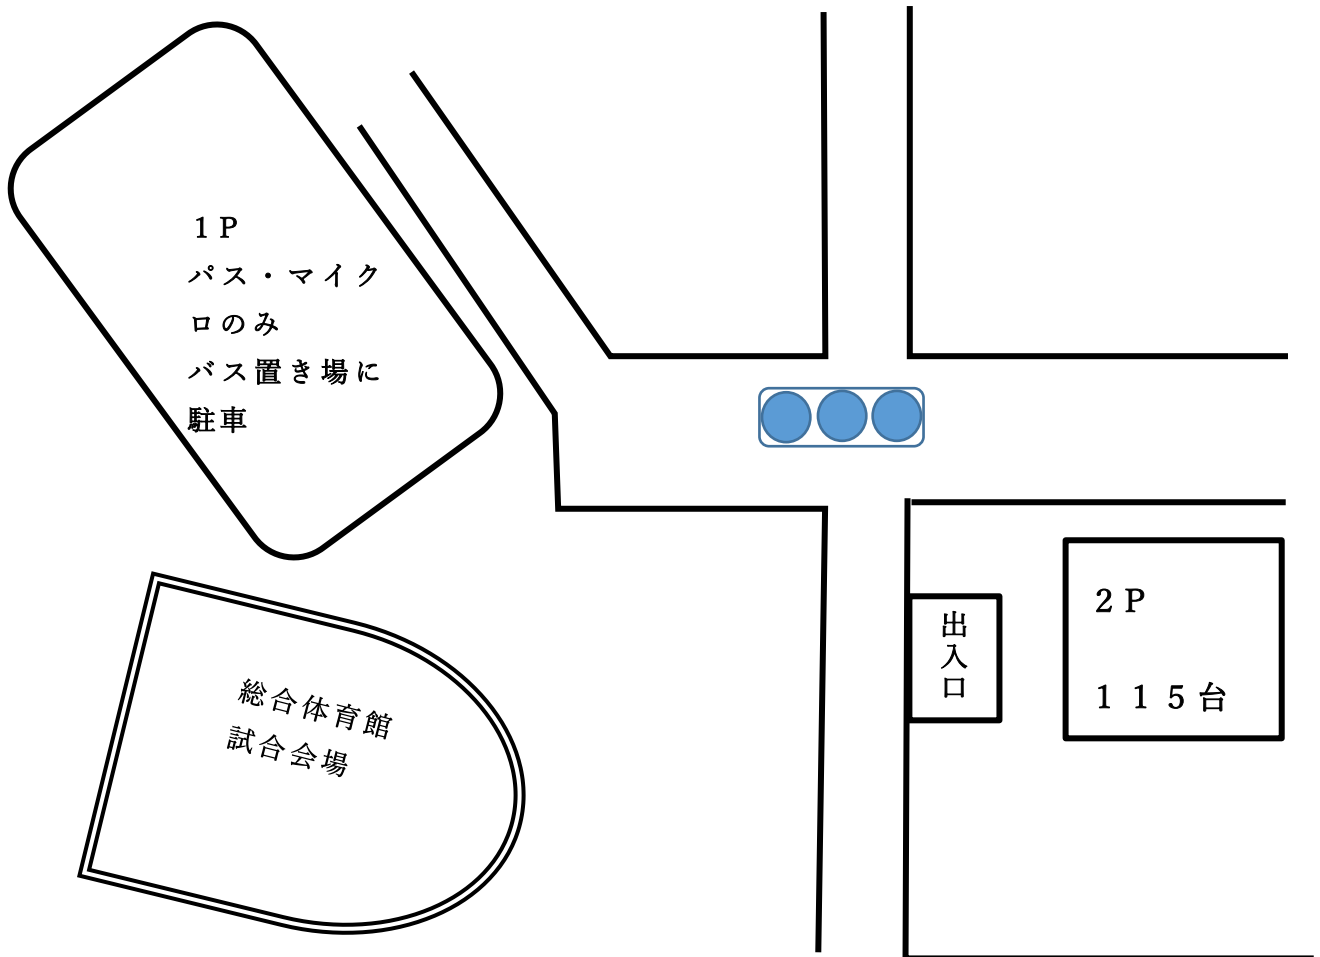 １Ｐ
パス・マイク
ロのみ
バス置き場に
駐車
総合体育館
試合会場
出入口
２Ｐ
１１５台